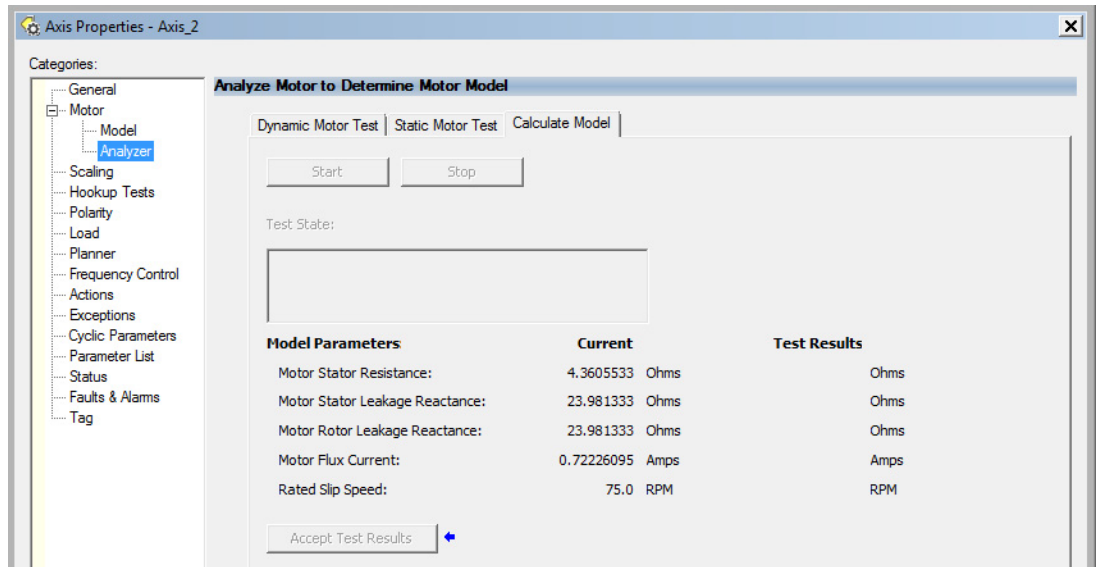 Axis Properties - Axis_2
Categories:
General
Motor
Model
Analyzer
Scaling
Hookup Tests
Polarity
Load
Planner
Frequency Control
Actions
Exceptions
Cyclic Parameters
Parameter List
Status
Faults & Alarms
Tag
Analyze Motor to Determine Motor Model
Dynamic Motor Test Static Motor Test Calculate Model
Start Stop
Test State:
Model Parameters: Current Test Results
Motor Stator Resistance: 4.3605533 Ohms Ohms
Motor Stator Leakage Reactance: 23.981333 Ohms Ohms
Motor Rotor Leakage Reactance: 23.981333 Ohms Ohms
Motor Flux Current: 0.72226095 Amps Amps
Rated Slip Speed: 75.0 RPM RPM
Accept Test Results